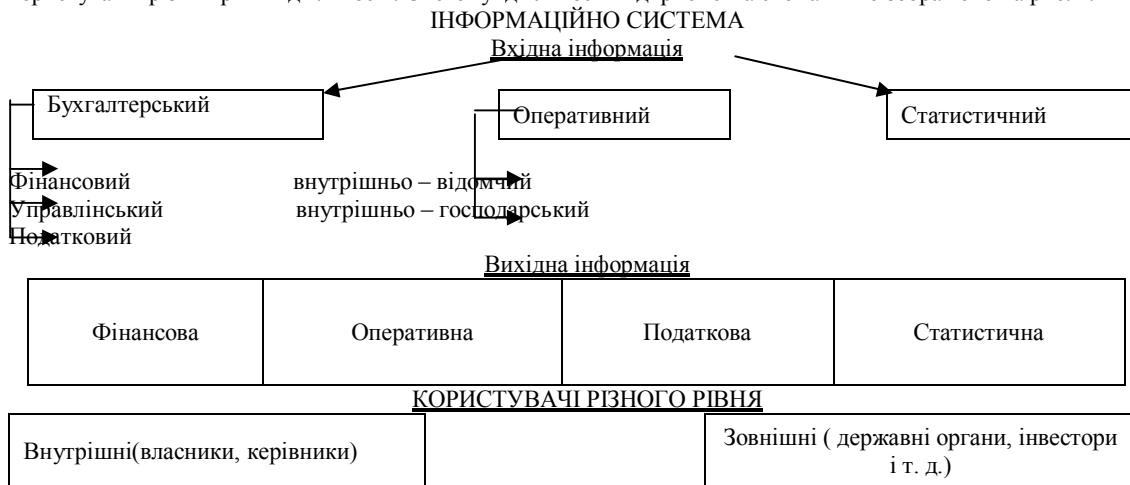 ІНФОРМАЦІЙНО СИСТЕМА
Вхідна інформація
Бухгалтерський Оперативний Статистичний
Фінансовий внутрішньо – відомчий
Управлінський внутрішньо – господарський
Податковий
Вихідна інформація
Фінансова Оперативна Податкова Статистична
КОРИСТУВАЧІ РІЗНОГО РІВНЯ
Внутрішні(власники, керівники) Зовнішні ( державні органи, інвестори
і т. д.)